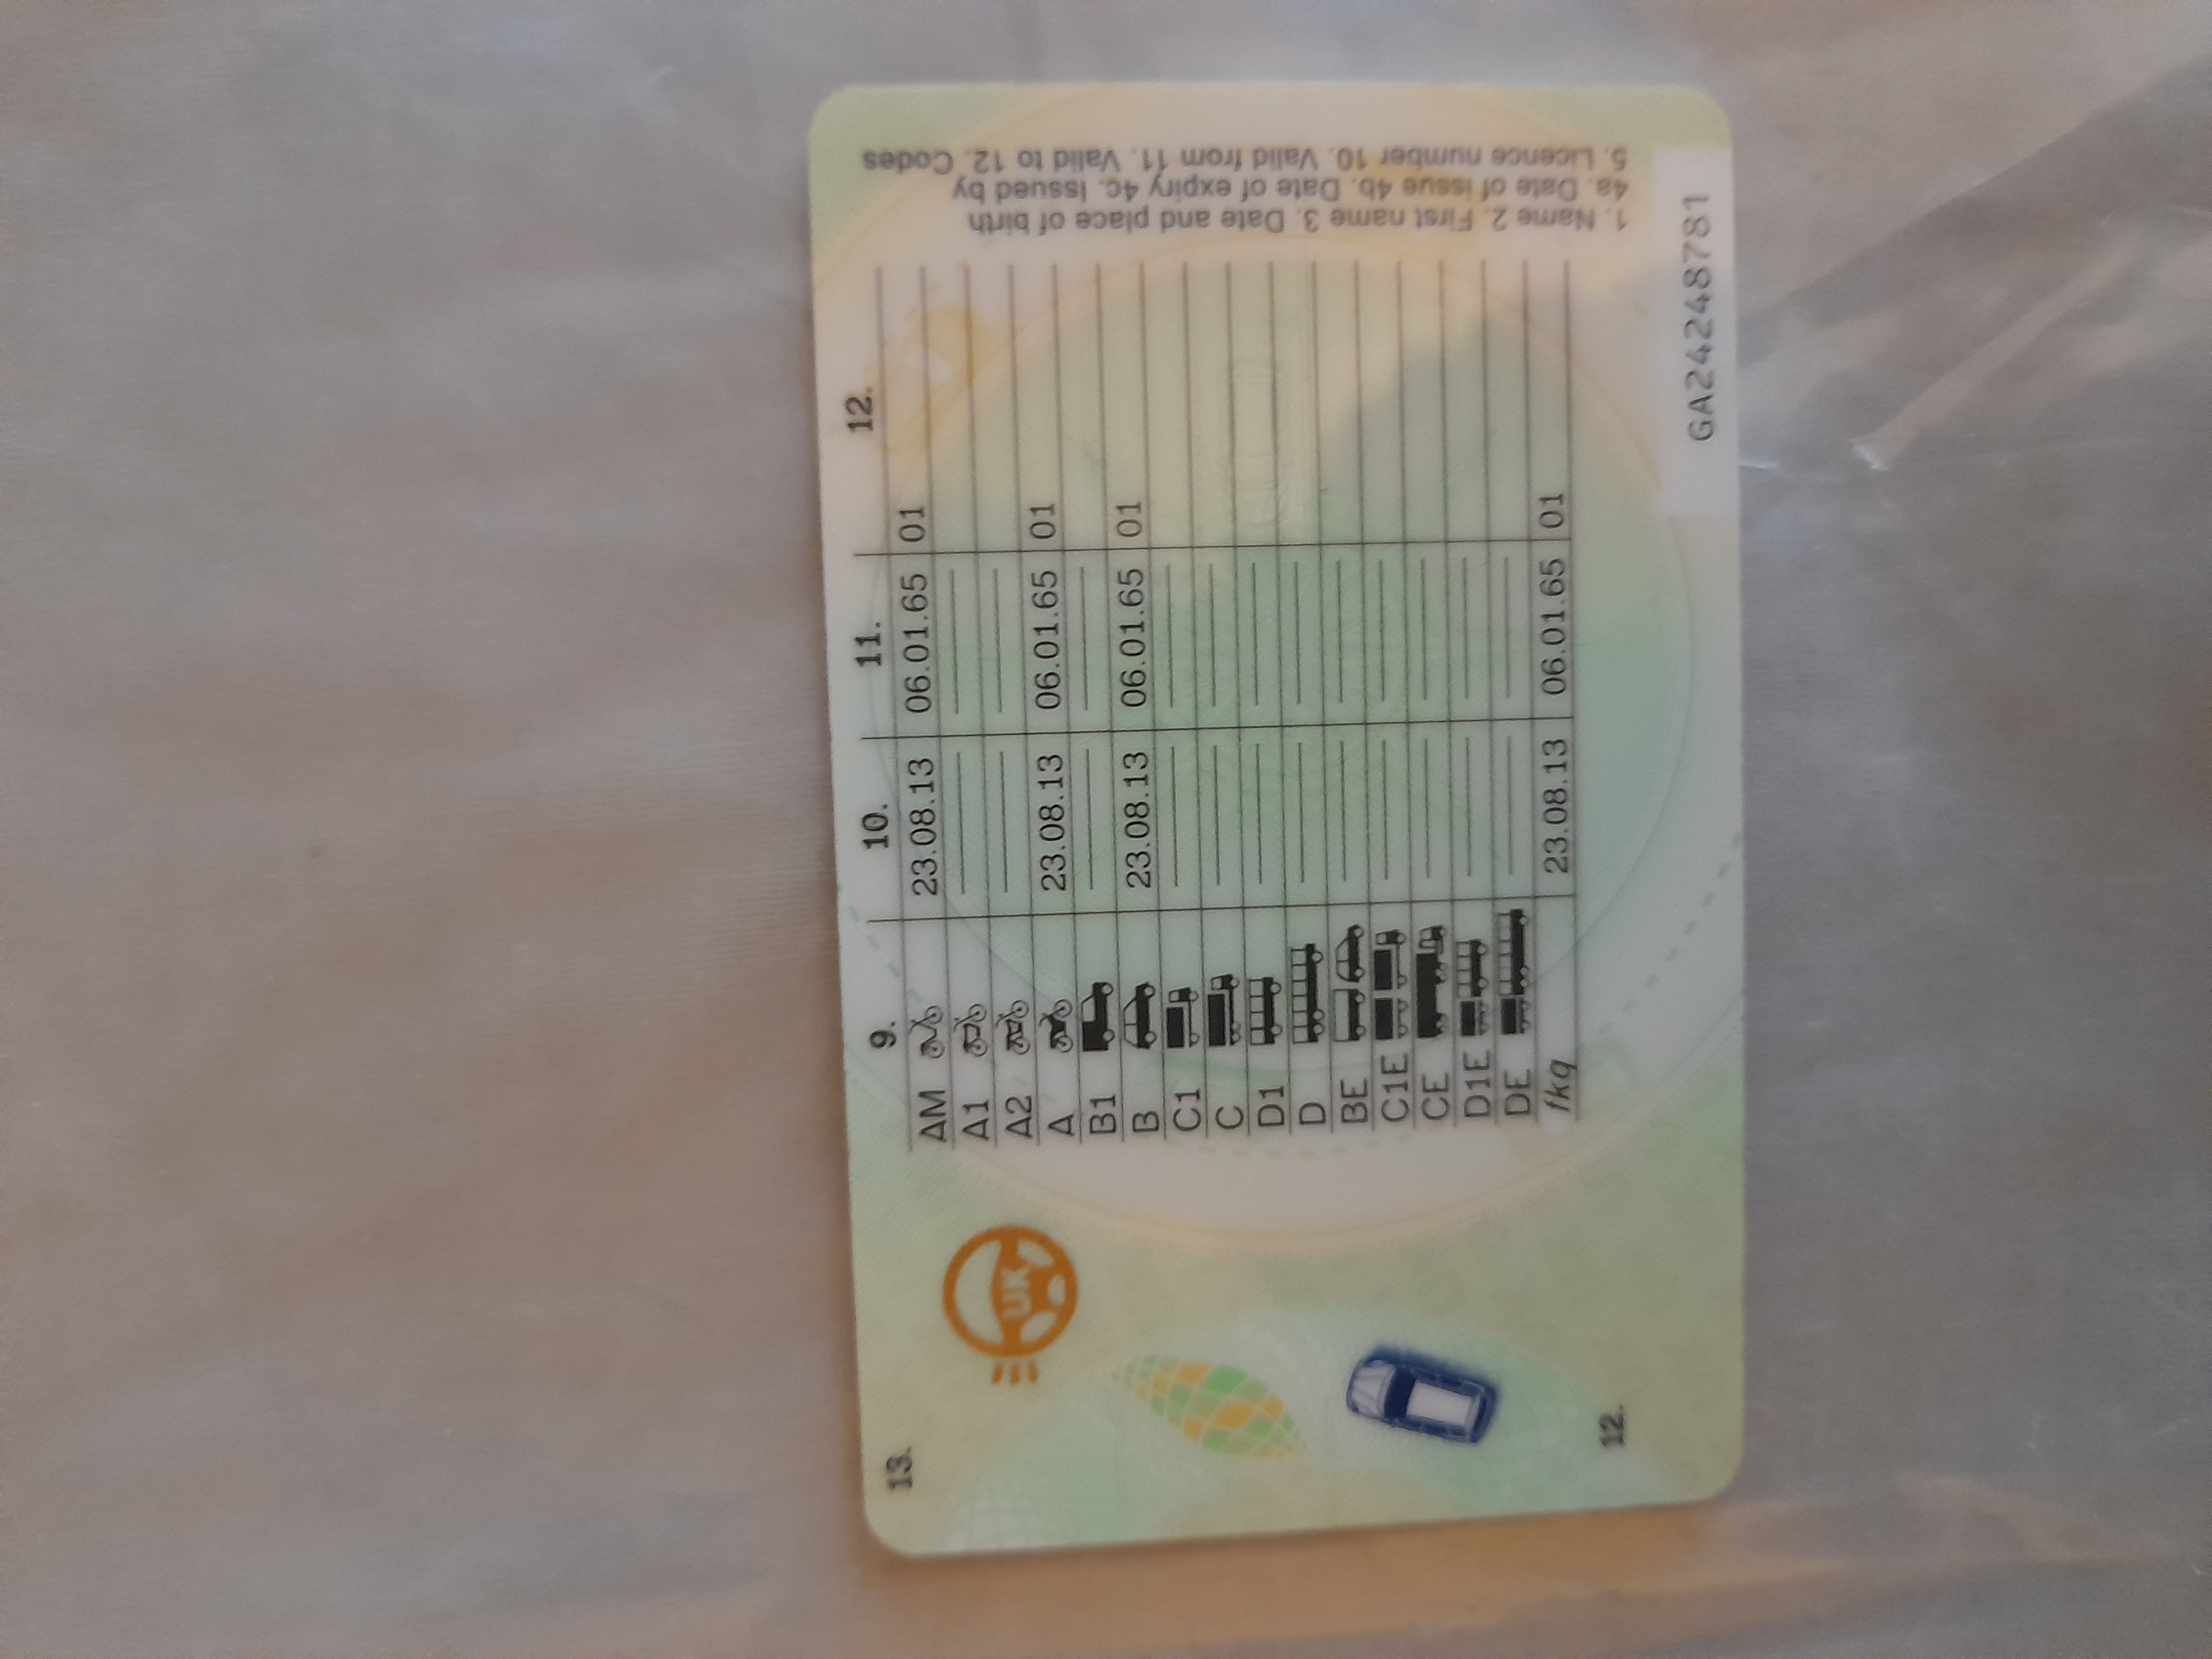 9. 10. 11. 12.
AM 23.08.13 06.01.65 01
A1
A2
A 23.08.13 06.01.65 01
B1
B 23.08.13 06.01.65 01
C1
C
D1
D
BE
C1E
CE
D1E
DE
fkq 23.08.13 06.01.65 01
13.
UK
12.
1. Name 2. First name 3. Date and place of birth
4a. Date of issue 4b. Date of expiry 4c. Issued by
5. Licence number 10. Valid from 11. Valid to 12. Codes
GA24248781